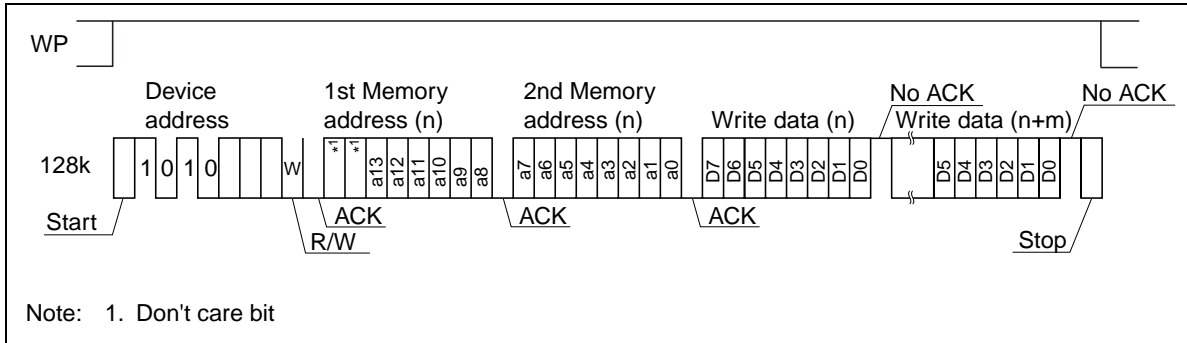 WP
Device address
1st Memory address (n)
2nd Memory address (n)
Write data (n)
No ACK
Write data (n+m)
No ACK
128k
1 0 1 0
W
*1 *1 a13 a12 a11 a10 a9 a8
a7 a6 a5 a4 a3 a2 a1 a0
D7 D6 D5 D4 D3 D2 D1 D0
D5 D4 D3 D2 D1 D0
Start
R/W
ACK
ACK
ACK
Stop
Note: 1. Don't care bit